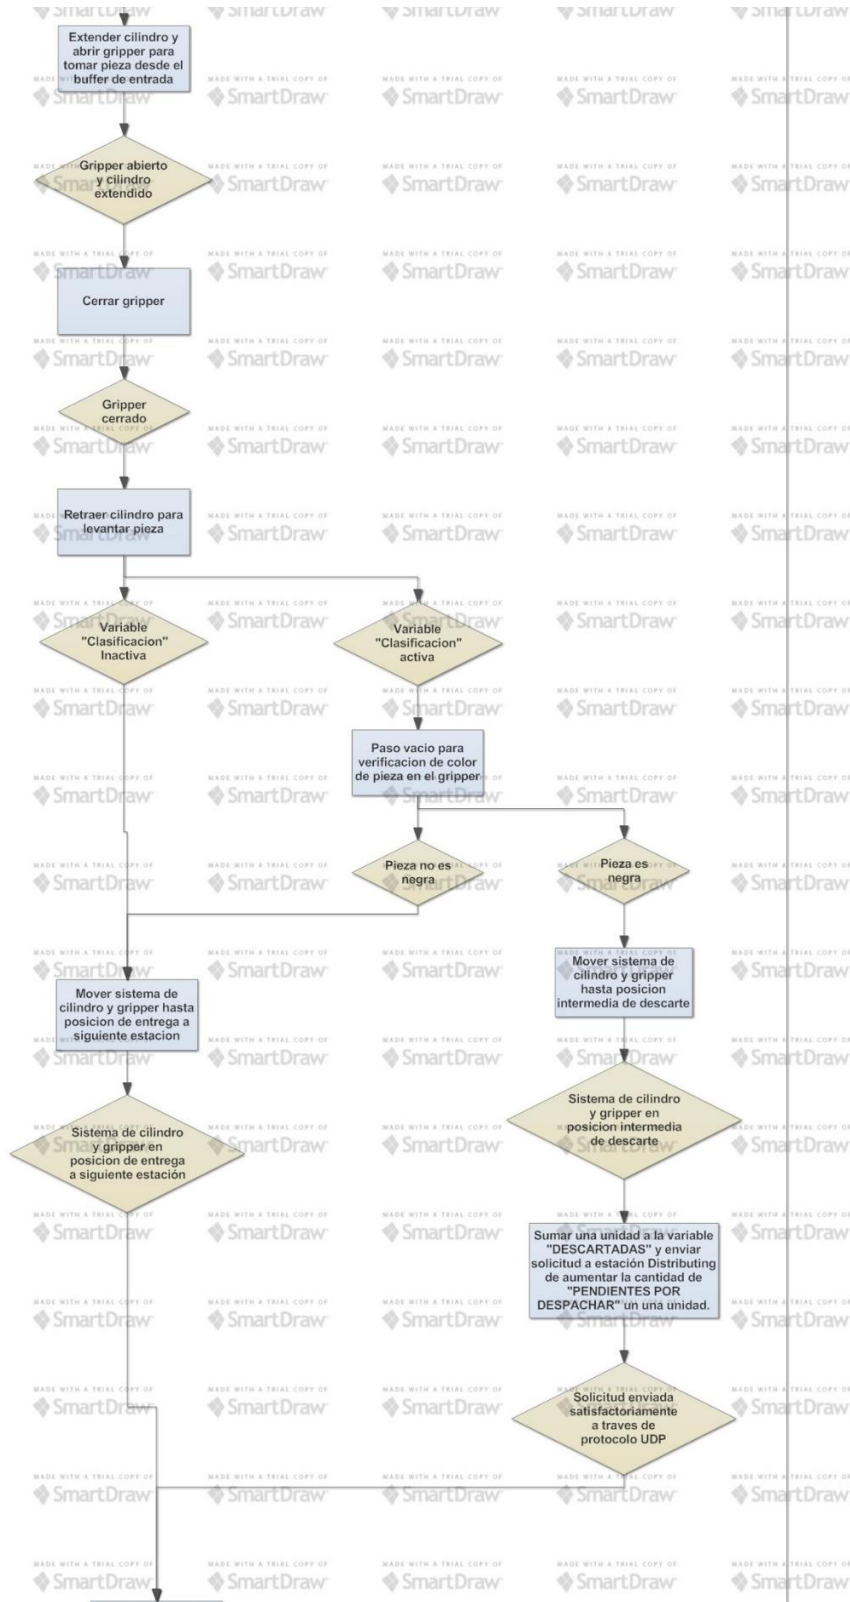 Extender cilindro y
abrir gripper para
tomar pieza desde el
buffer de entrada
Gripper abierto
y cilindro
extendido
Cerrar gripper
Gripper
cerrado
Retraer cilindro para
levantar pieza
Variable
"Clasificacion"
Inactiva
Variable
"Clasificacion"
activa
Paso vacio para
verificacion de color
de pieza en el gripper
Pieza no es
negra
Pieza es
negra
Mover sistema de
cilindro y gripper hasta
posicion de entrega a
siguiente estacion
Mover sistema de
cilindro y gripper
hasta posicion
intermedia de descarte
Sistema de cilindro
y gripper en
posicion de entrega
a siguiente estación
Sistema de cilindro
y gripper en
posicion intermedia
de descarte
Sumar una unidad a la variable
"DESCARTADAS" y enviar
solicitud a estación Distributing
de aumentar la cantidad de
"PENDIENTES POR
DESPACHAR" un una unidad.
Solicitud enviada
satisfactoriamente
a traves de
protocolo UDP
MADE WITH A TRIAL COPY OF
SmartDraw